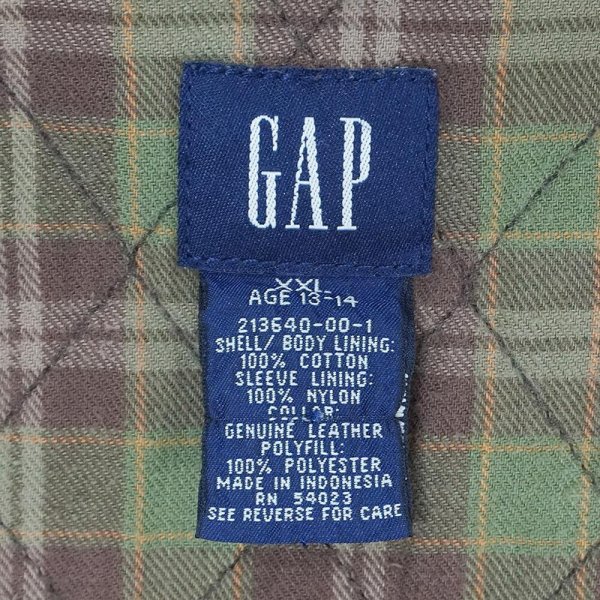 GAP
XXL
AGE 13-14
213640-00-1
SHELL/ BODY LINING:
100% COTTON
SLEEVE LINING:
100% NYLON
COLLAR:
GENUINE LEATHER
POLYFILL:
100% POLYESTER
MADE IN INDONESIA
RN 54023
SEE REVERSE FOR CARE